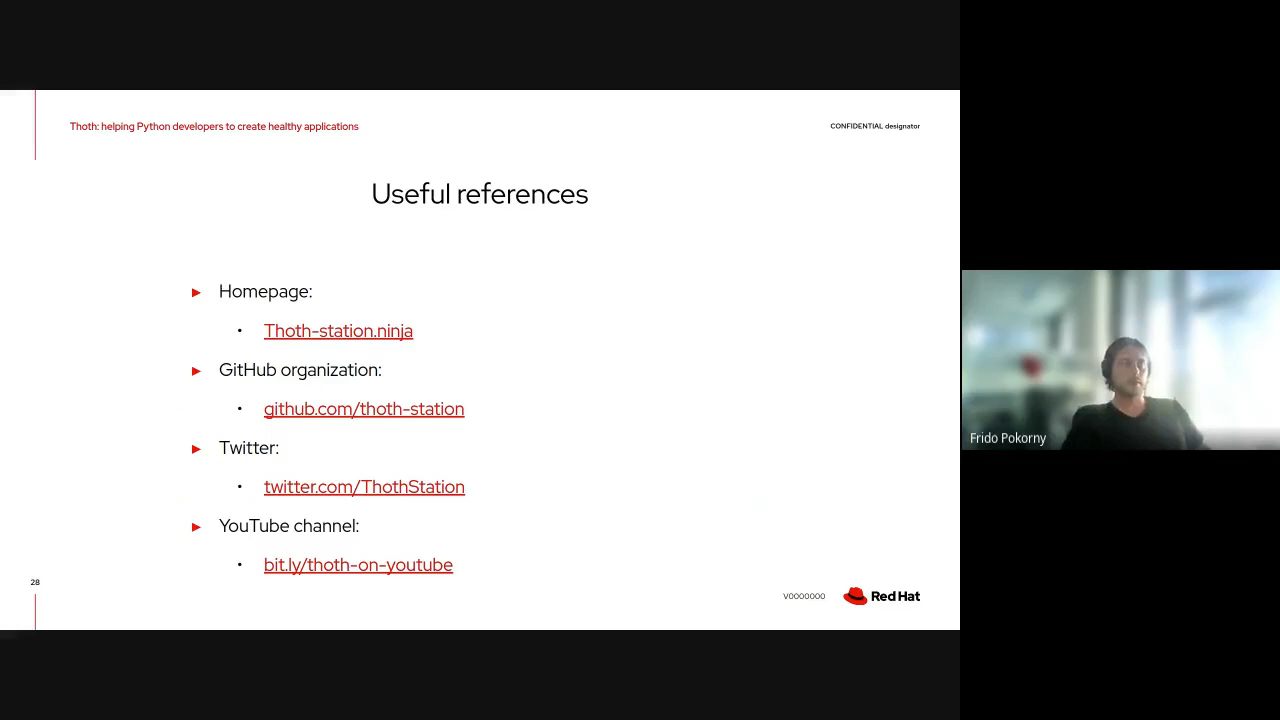 Thoth: helping Python developers to create healthy applications
CONFIDENTIAL designator
Useful references
Homepage:
Thoth-station.ninja
GitHub organization:
github.com/thoth-station
Twitter:
twitter.com/ThothStation
YouTube channel:
bit.ly/thoth-on-youtube
28
V0000000
Red Hat
Frido Pokorny